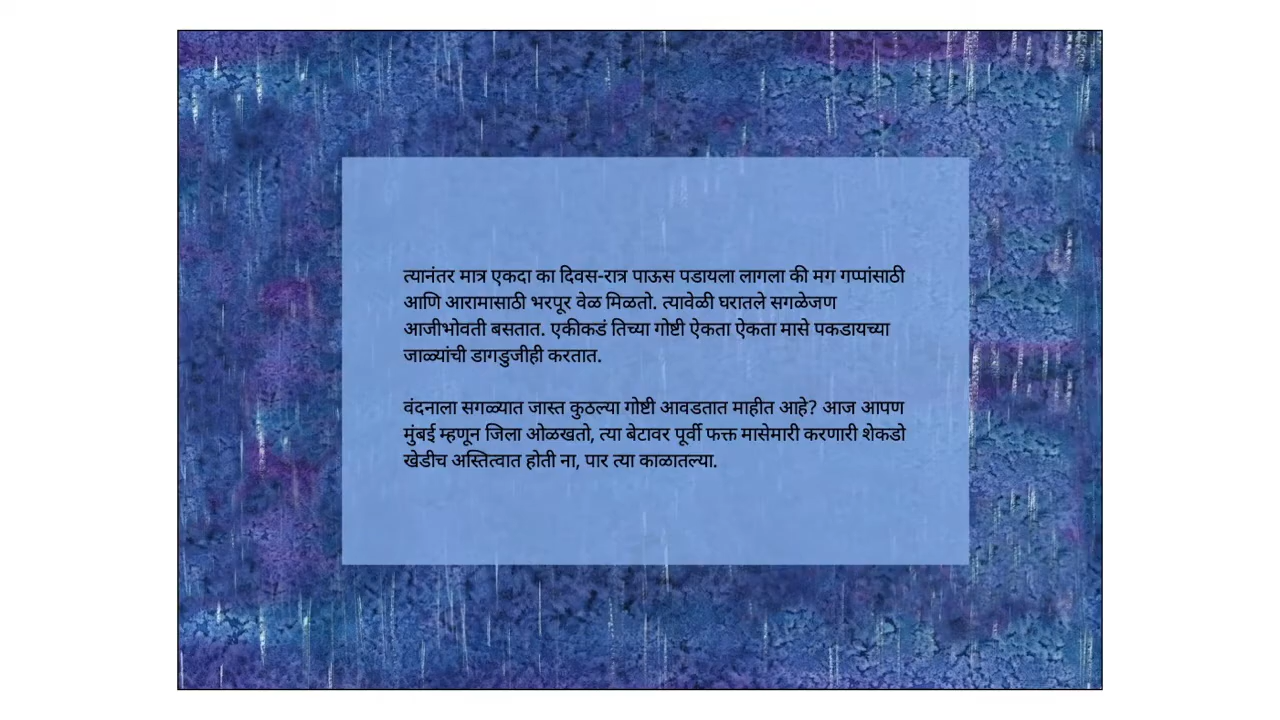 त्यानंतर मात्र एकदा का दिवस-रात्र पाऊस पडायला लागला की मग गप्पांसाठी
आणि आरामासाठी भरपूर वेळ मिळतो. त्यावेळी घरातले सगळेजण
आजीभोवती बसतात. एकीकडं तिच्या गोष्टी ऐकता ऐकता मासे पकडायच्या
जाळ्यांची डागडुजीही करतात.
वंदनाला सगळ्यात जास्त कुठल्या गोष्टी आवडतात माहीत आहे? आज आपण
मुंबई म्हणून जिला ओळखतो, त्या बेटावर पूर्वी फक्त मासेमारी करणारी शेकडो
खेडीच अस्तित्वात होती ना, पार त्या काळातल्या.